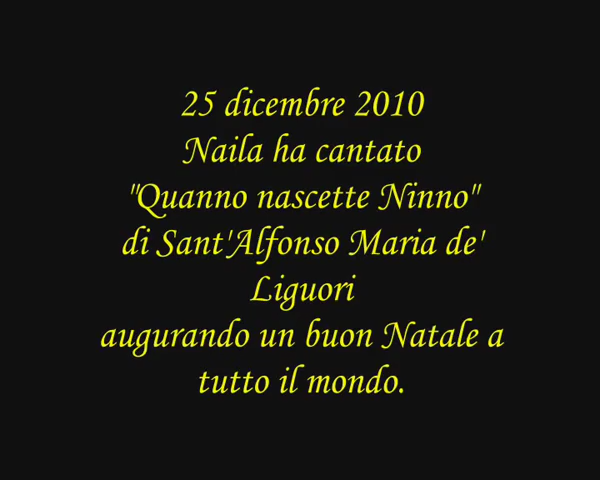 25 dicembre 2010
Naila ha cantato
"Quanno nascette Ninno"
di Sant'Alfonso Maria de'
Liguori
augurando un buon Natale a
tutto il mondo.